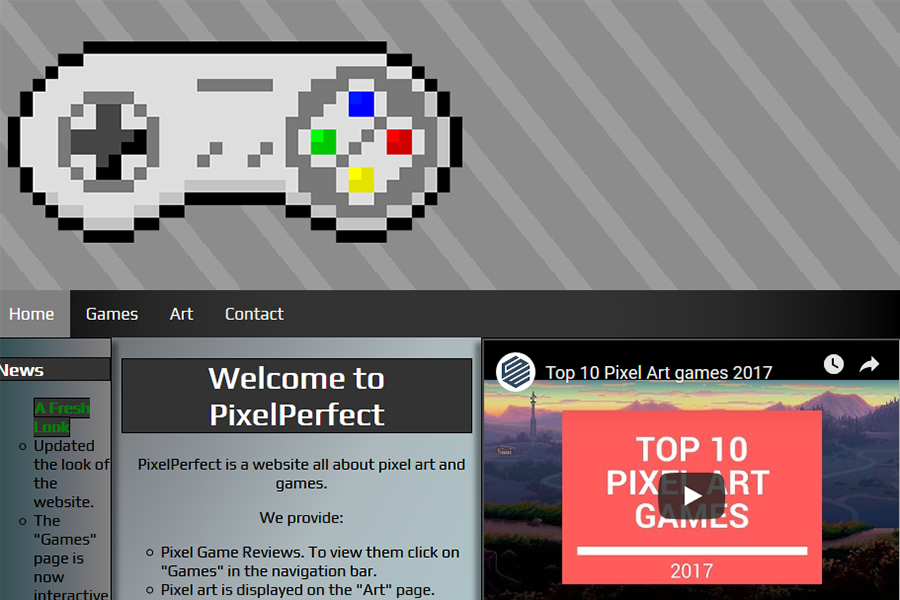 Home Games Art Contact
News
A Fresh
Look
Updated
the look of
the
website.
The
"Games"
page is
now
interactive
Welcome to
PixelPerfect
PixelPerfect is a website all about pixel art and
games.
We provide:
Pixel Game Reviews. To view them click on
"Games" in the navigation bar.
Pixel art is displayed on the "Art" page.
Top 10 Pixel Art games 2017
TOP 10
PIXEL ART
GAMES
2017